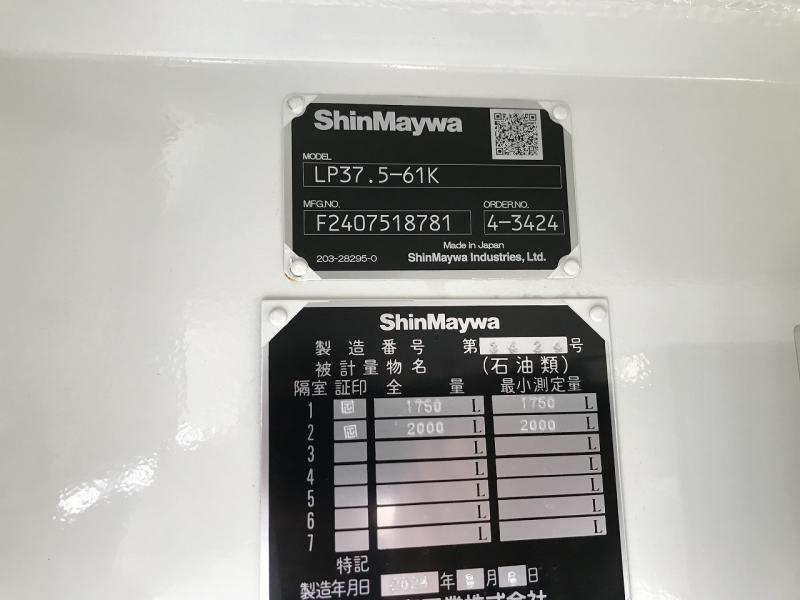 ShinMaywa
MODEL
LP37.5-61K
MFG.NO. ORDER.NO.
F2407518781 4-3424
Made in Japan
203-28295-0 ShinMaywa Industries, Ltd.
ShinMaywa
製造番号 第 号
被計量物名 (石油類)
隔室 証印 全量 最小測定量
1 1750 L 1750 L
2 2000 L 2000 L
3 L L
4 L L
5 L L
6 L L
7 L L
特記
製造年月日 2024 年 月 日